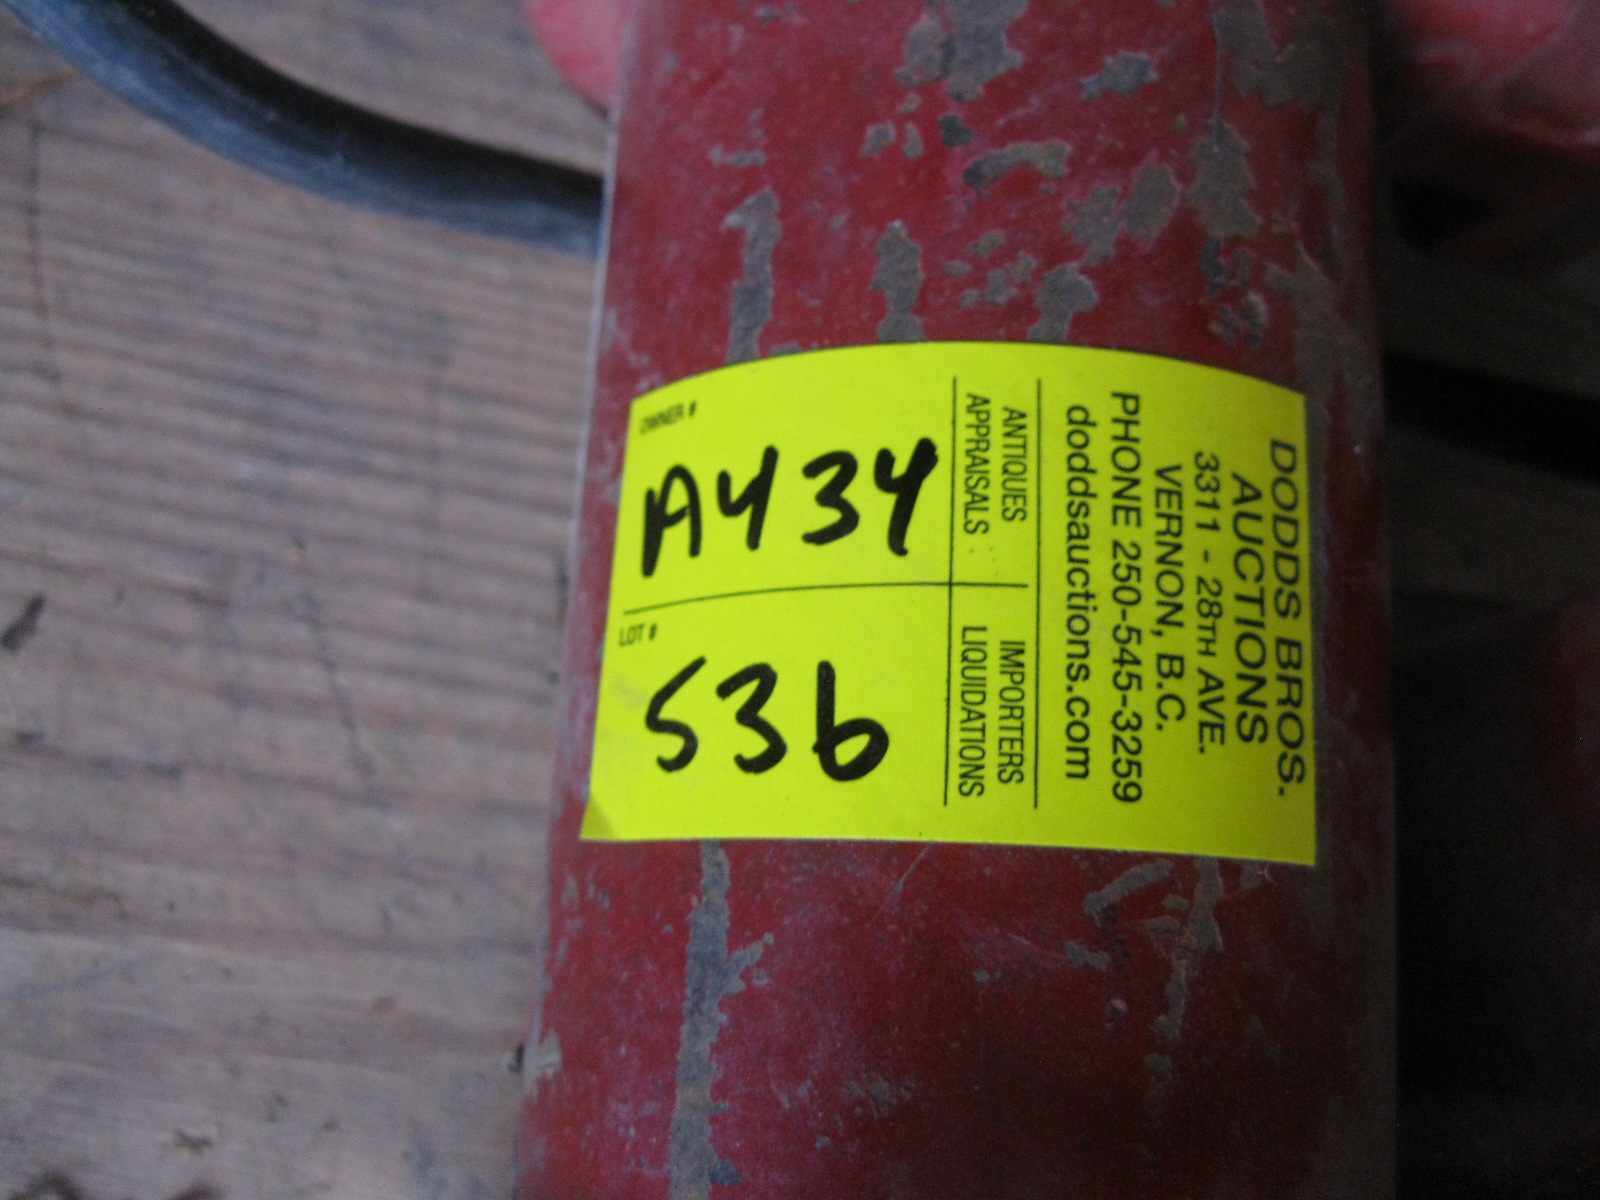 DODDS BROS.
AUCTIONS
3311 - 28TH AVE.
VERNON, B.C.
PHONE 250-545-3259
doddsauctions.com
ANTIQUES
APPRAISALS
IMPORTERS
LIQUIDATIONS
OWNER #
A434
LOT #
536